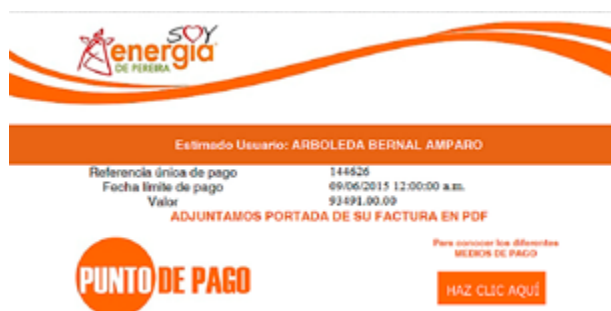 SOY
energía
DE PEREIRA
Estimado Usuario: ARBOLEDA BERNAL AMPARO
Referencia única de pago 144626
Fecha límite de pago 09/06/2015 12:00:00 a.m.
Valor 93491.00.00
ADJUNTAMOS PORTADA DE SU FACTURA EN PDF
Para conocer los diferentes
MEDIOS DE PAGO
PUNTO DE PAGO
HAZ CLIC AQUÍ